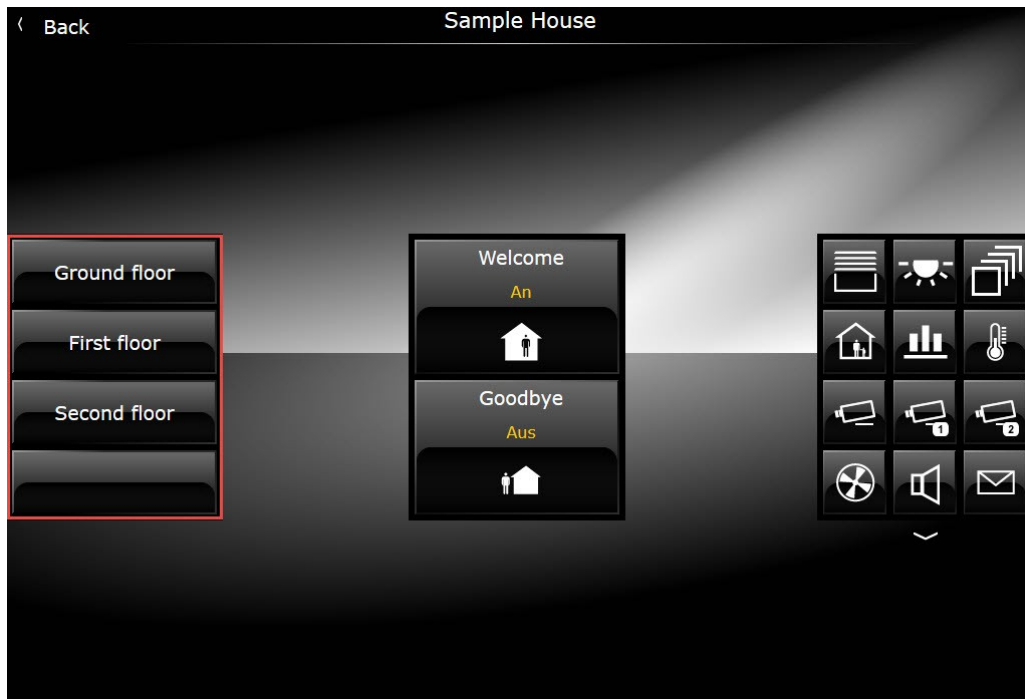 Back
Sample House
Ground floor
First floor
Second floor
Welcome
An
Goodbye
Aus
1
2